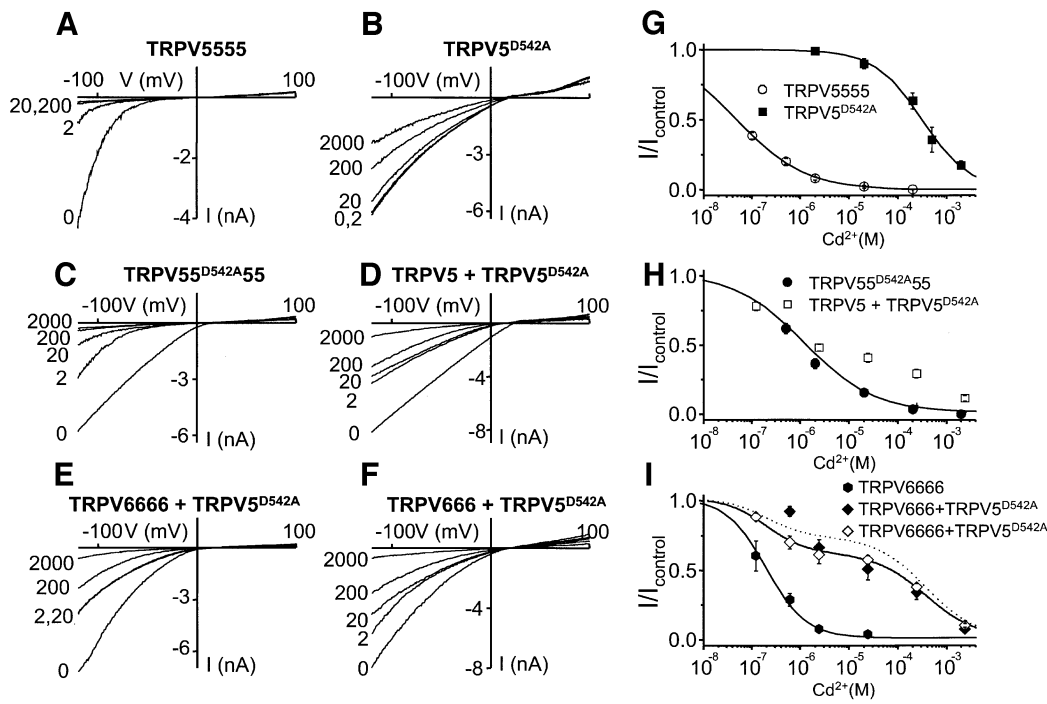 A
TRPV5555
-100 V (mV) 100
20,200
2
-2
0
-4 I (nA)
B
TRPV5D542A
-100V (mV)
2000
200
-3
20
0,2
-6 I (nA)
C
TRPV55D542A55
-100V (mV) 100
2000
200
20
2
-3
0
-6 I (nA)
D
TRPV5 + TRPV5D542A
-100V (mV) 100
200
20
2
-4
0
-8 I (nA)
E
TRPV6666 + TRPV5D542A
-100V (mV) 100
2000
200
2,20
-3
0
-6 I (nA)
F
TRPV666 + TRPV5D542A
-100V (mV) 00
2000
200
20
2
-4
0
-8 I (nA)
G
1.0
0.5
0.0
I/Icontrol
TRPV5555
TRPV5D542A
10-8 10-7 10-6 10-5 10-4 10-3
Cd2+(M)
H
1.0
0.5
0.0
I/Icontrol
TRPV55D542A55
TRPV5 + TRPV5D542A
10-8 10-7 10-6 10-5 10-4 10-3
Cd2+(M)
I
1.0
0.5
0.0
I/Icontrol
TRPV6666
TRPV666+TRPV5D542A
TRPV6666+TRPV5D542A
10-8 10-7 10-6 10-5 10-4 10-3
Cd2+(M)